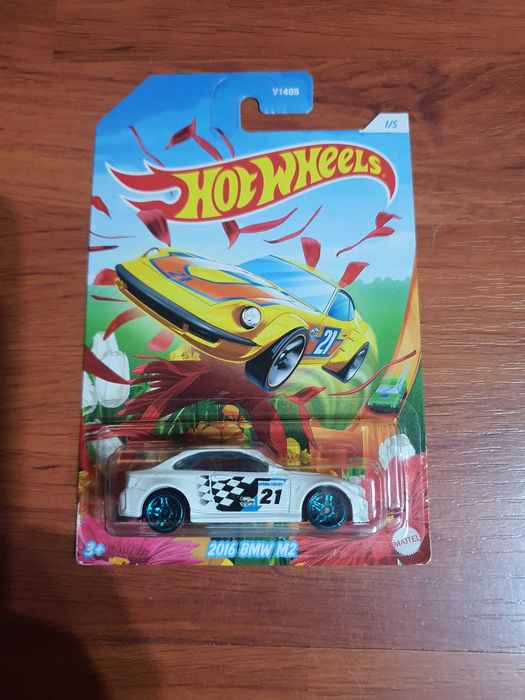 V1405
1/5
HOT WHEELS
21
21
3+
2016 BMW M2
MATTEL